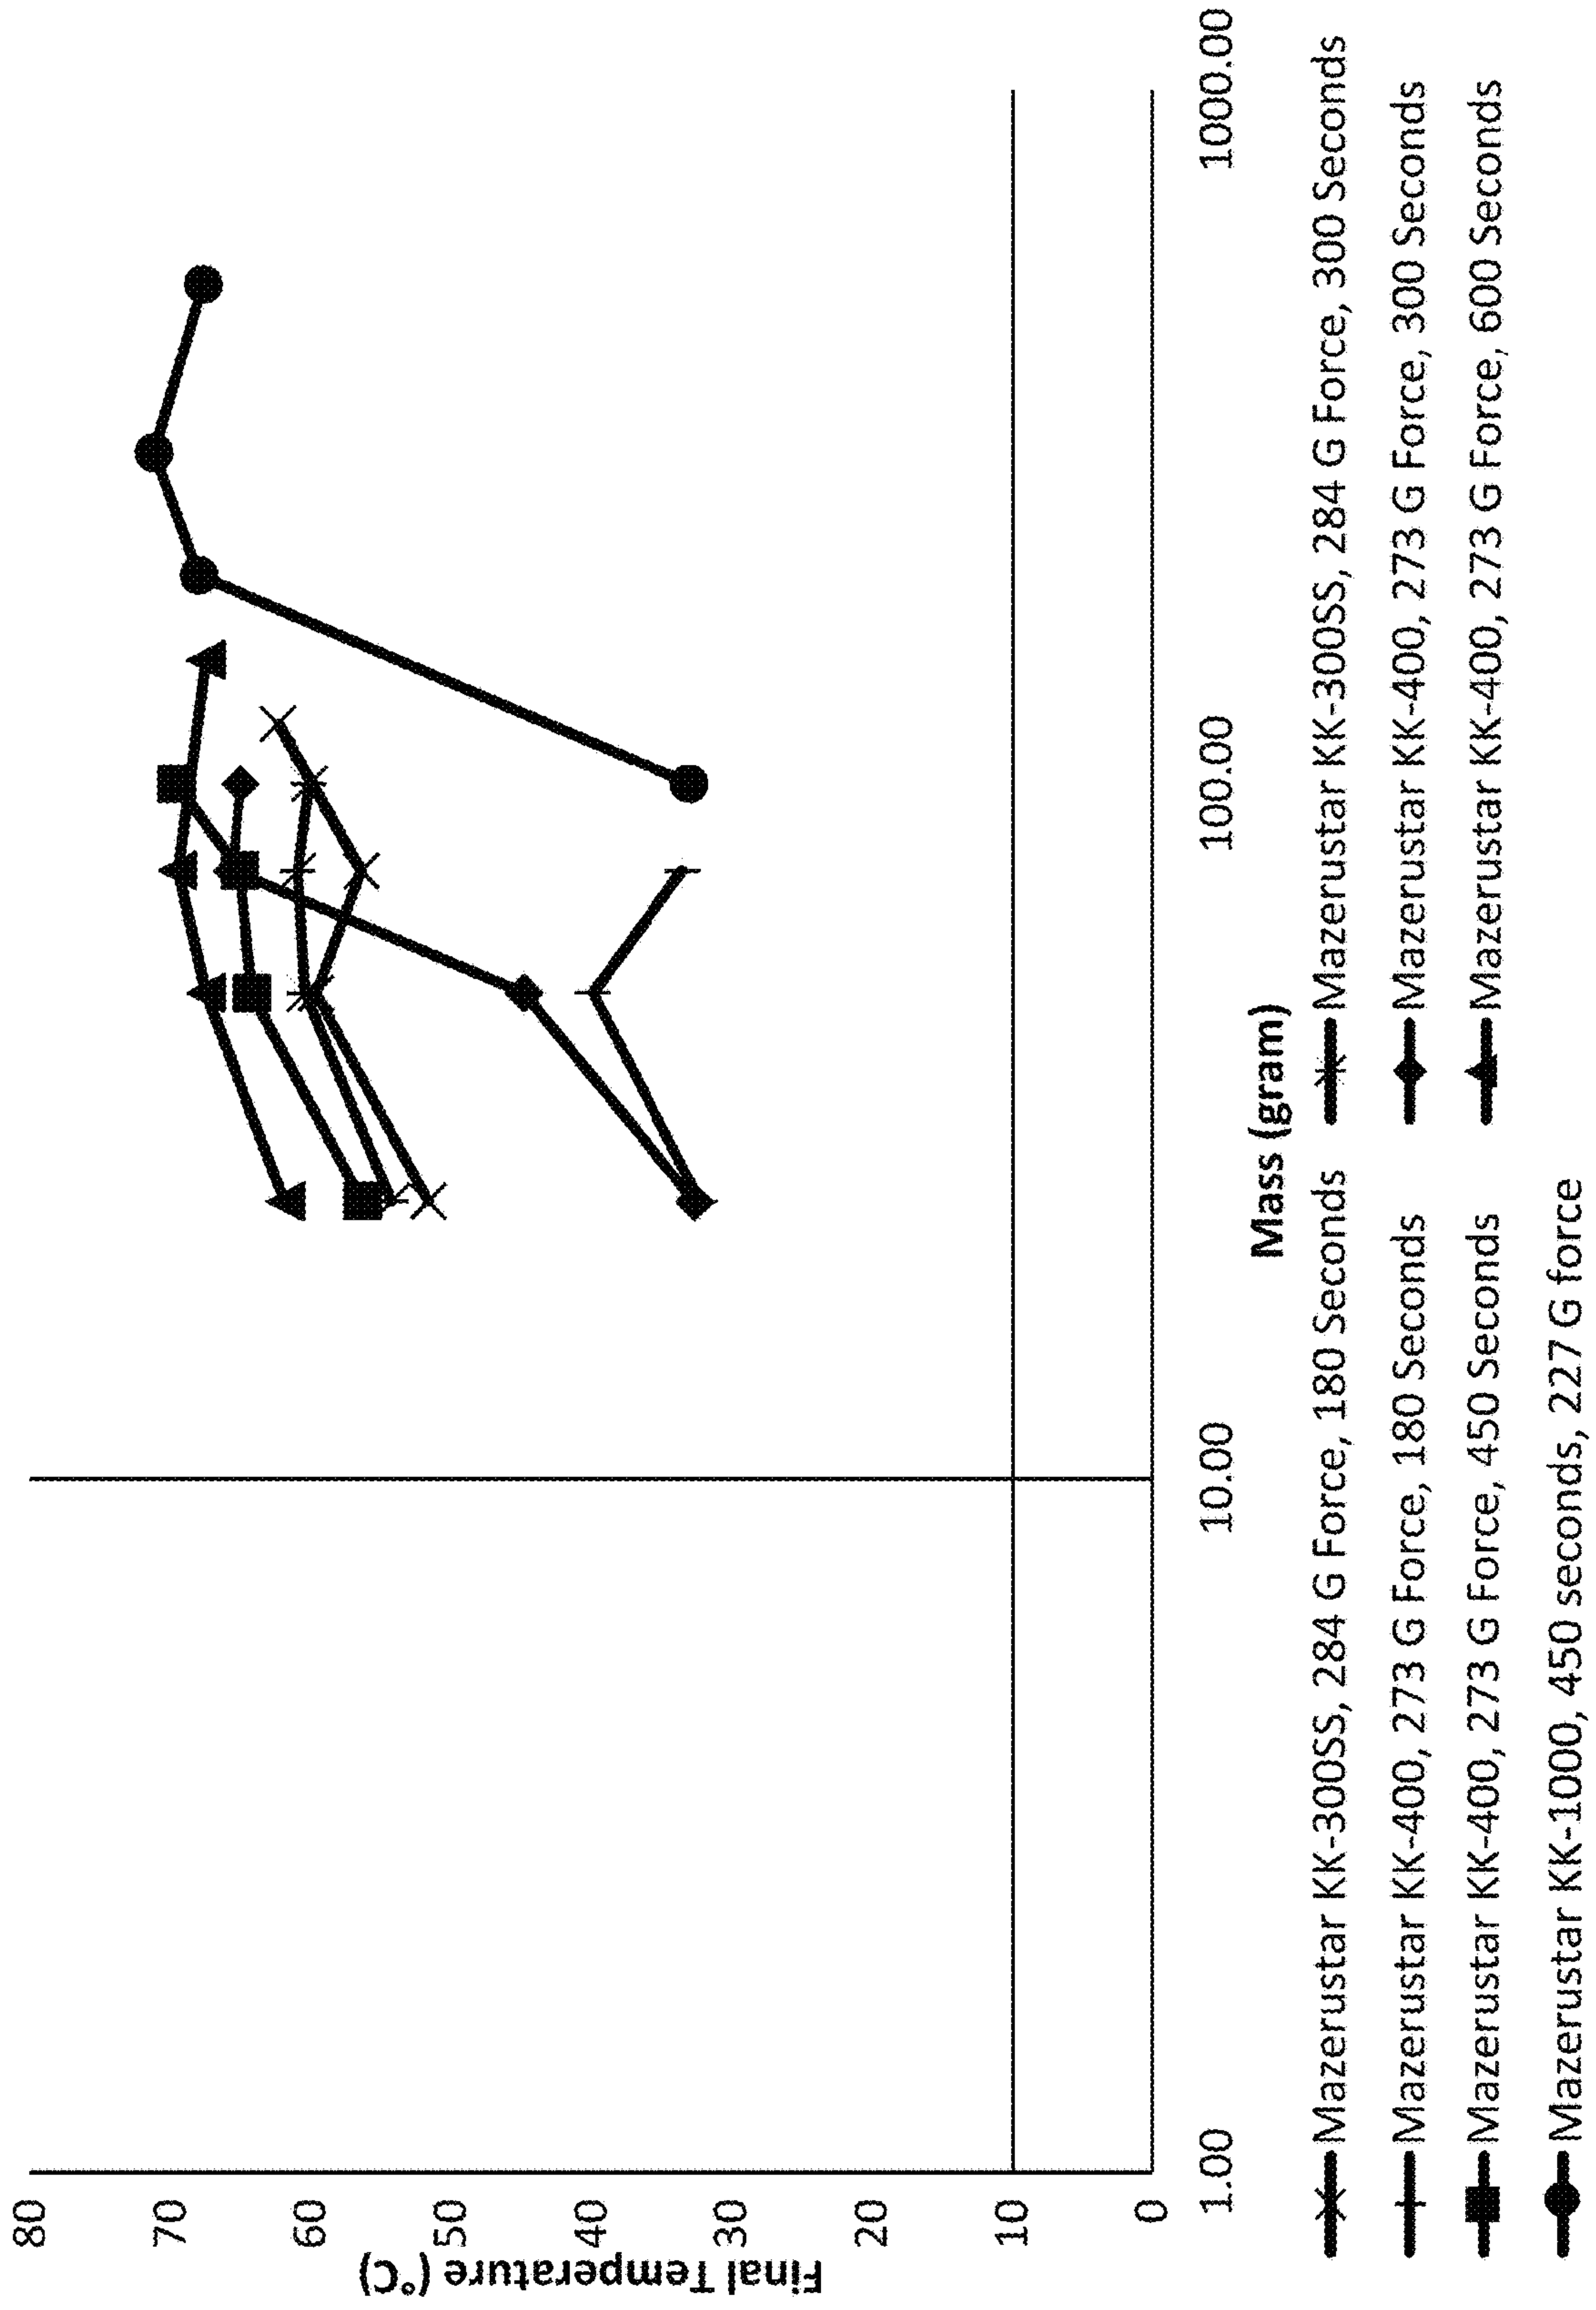 Final Temperature (°C)
80
70
60
50
40
30
20
10
0
1.00
10.00
100.00
1000.00
Mass (gram)
Mazerustar KK-300SS, 284 G Force, 180 Seconds
Mazerustar KK-300SS, 284 G Force, 300 Seconds
Mazerustar KK-400, 273 G Force, 180 Seconds
Mazerustar KK-400, 273 G Force, 300 Seconds
Mazerustar KK-400, 273 G Force, 450 Seconds
Mazerustar KK-400, 273 G Force, 600 Seconds
Mazerustar KK-1000, 450 seconds, 227 G force